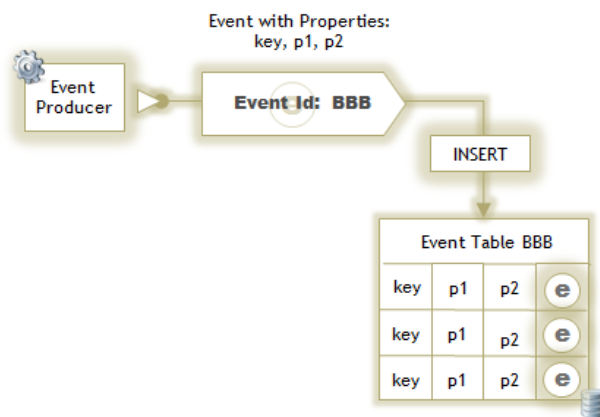 Event with Properties:
key, p1, p2
Event
Producer
Event Id: BBB
INSERT
Event Table BBB
key p1 p2 e
key p1 p2 e
key p1 p2 e